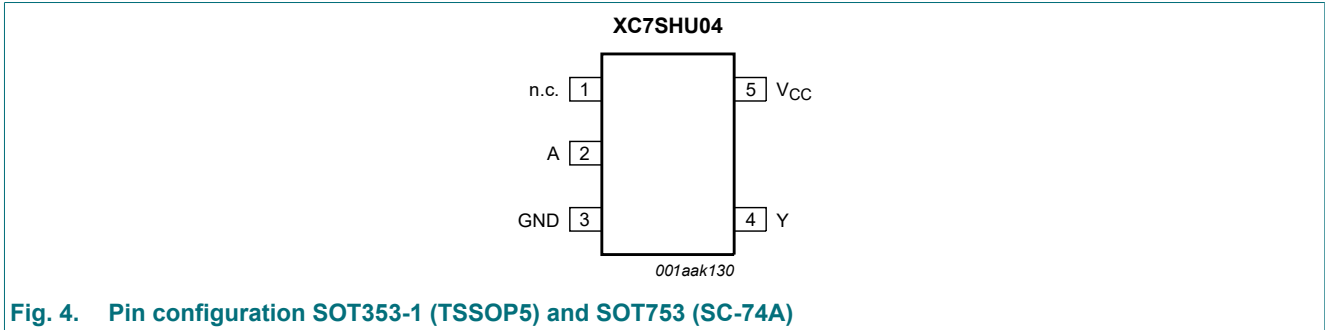 XC7SHU04
n.c. 1
5 VCC
A 2
GND 3
4 Y
001aak130
Fig. 4. Pin configuration SOT353-1 (TSSOP5) and SOT753 (SC-74A)